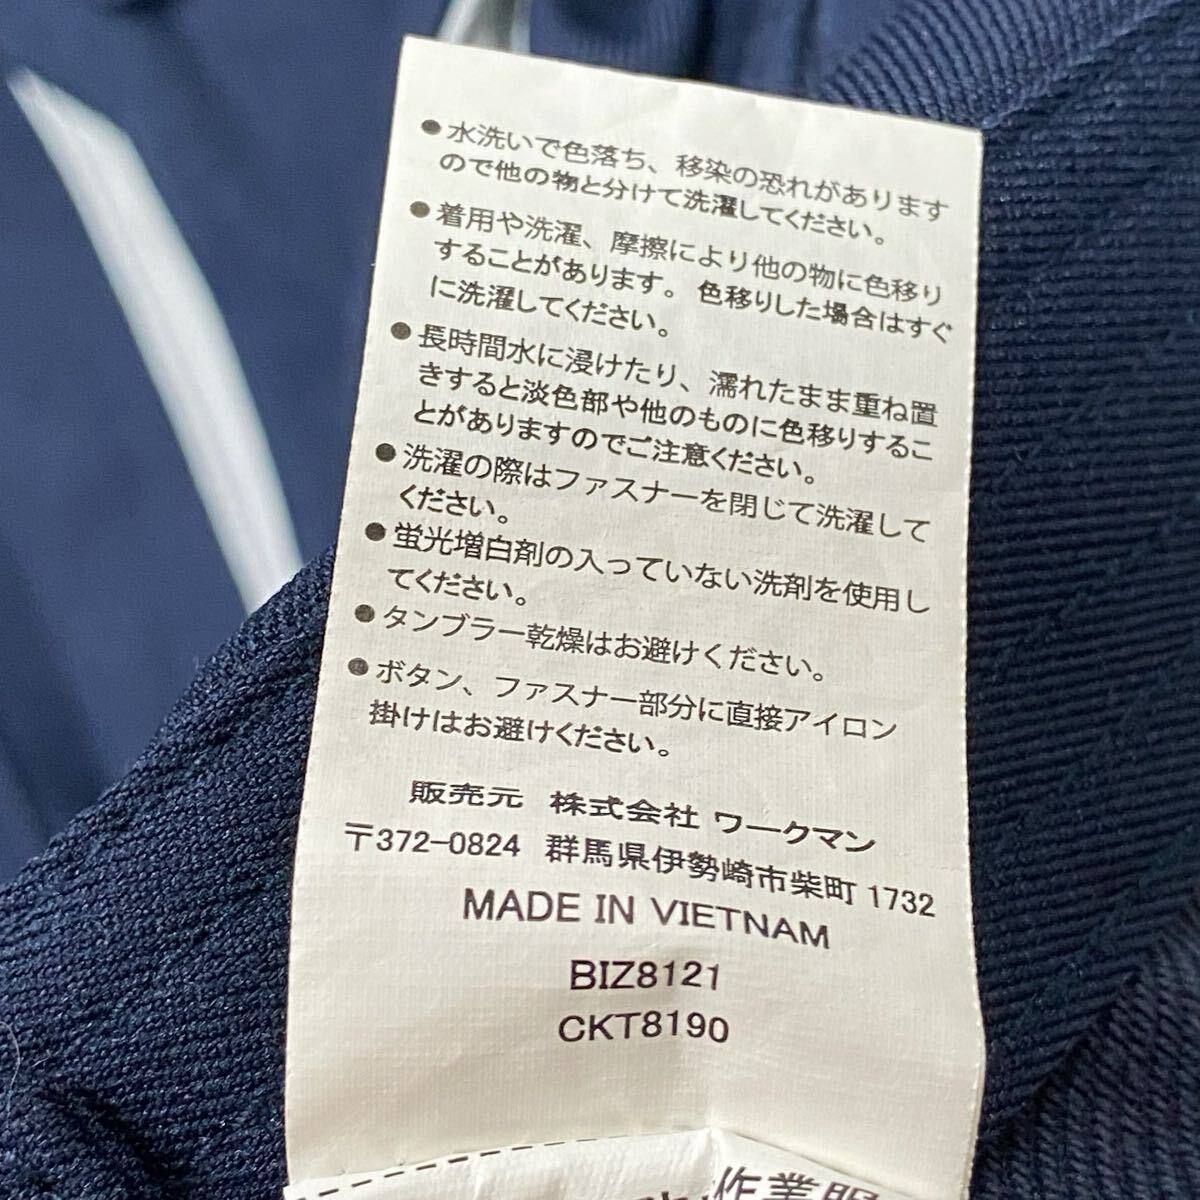 ●水洗いで色落ち、移染の恐れがあります
ので他の物と分けて洗濯してください。
●着用や洗濯、摩擦により他の物に色移り
することがあります。色移りした場合はすぐ
に洗濯してください。
●長時間水に浸けたり、濡れたまま重ね置
きすると淡色部や他のものに色移りするこ
とがありますのでご注意ください。
●洗濯の際はファスナーを閉じて洗濯して
ください。
●蛍光増白剤の入っていない洗剤を使用し
てください。
●タンブラー乾燥はお避けください。
●ボタン、ファスナー部分に直接アイロン
掛けはお避けください。
販売元 株式会社 ワークマン
〒372-0824 群馬県伊勢崎市柴町 1732
MADE IN VIETNAM
BIZ8121
CKT8190
作業服